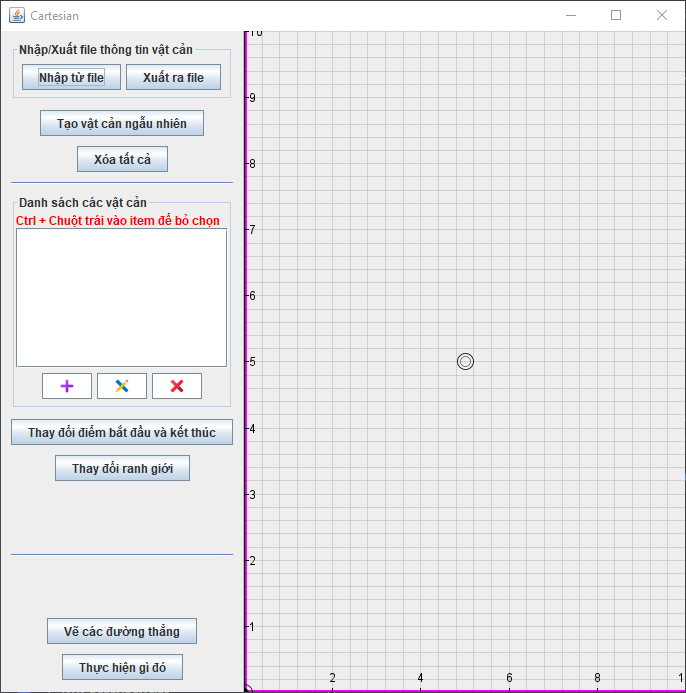 Cartesian
Nhập/Xuất file thông tin vật cản
Nhập từ file
Xuất ra file
Tạo vật cản ngẫu nhiên
Xóa tất cả
Danh sách các vật cản
Ctrl + Chuột trái vào item để bỏ chọn
Thay đổi điểm bắt đầu và kết thúc
Thay đổi ranh giới
Vẽ các đường thẳng
Thực hiện gì đó
10
9
8
7
6
5
4
3
2
1
2
4
6
8
1